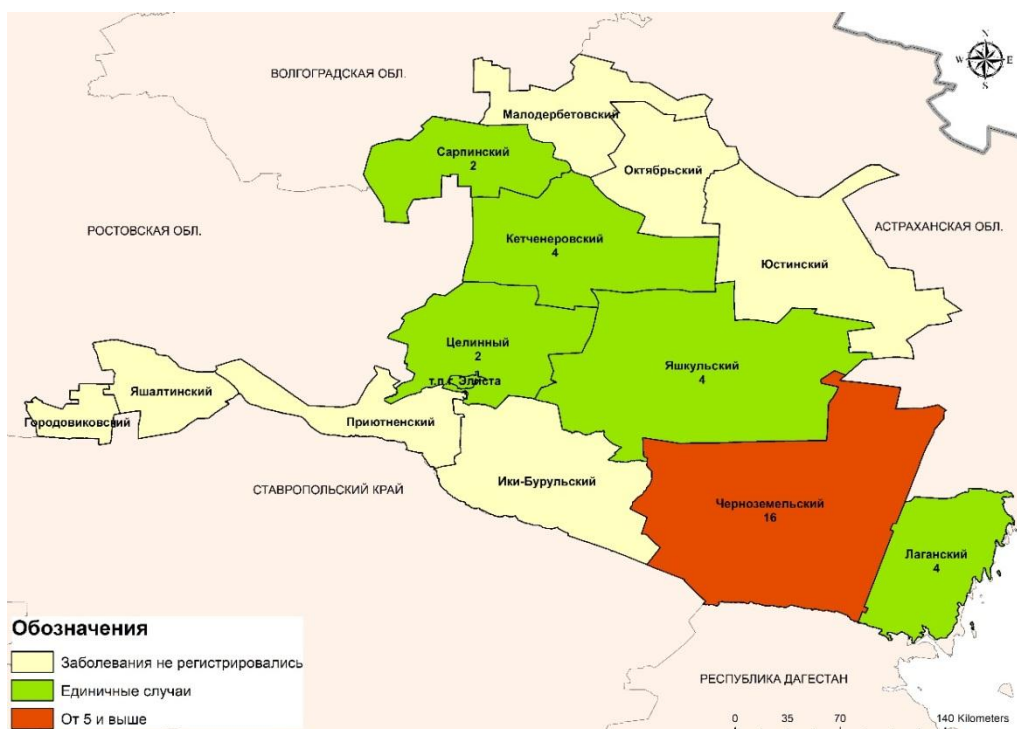 N
W E
S
ВОЛГОГРАДСКАЯ ОБЛ.
Малодербетовский
Сарпинский
2
Октябрьский
РОСТОВСКАЯ ОБЛ.
АСТРАХАНСКАЯ ОБЛ.
Кетченеровский
4
Юстинский
Целинный
2
Яшкульский
4
т.п.г. Элиста
Яшалтинский
Городовиковский
Приютненский
Ики-Бурульский
СТАВРОПОЛЬСКИЙ КРАЙ
Черноземельский
16
Лаганский
4
Обозначения
Заболевания не регистрировались
Единичные случаи
От 5 и выше
РЕСПУБЛИКА ДАГЕСТАН
0 35 70 140 Kilometers